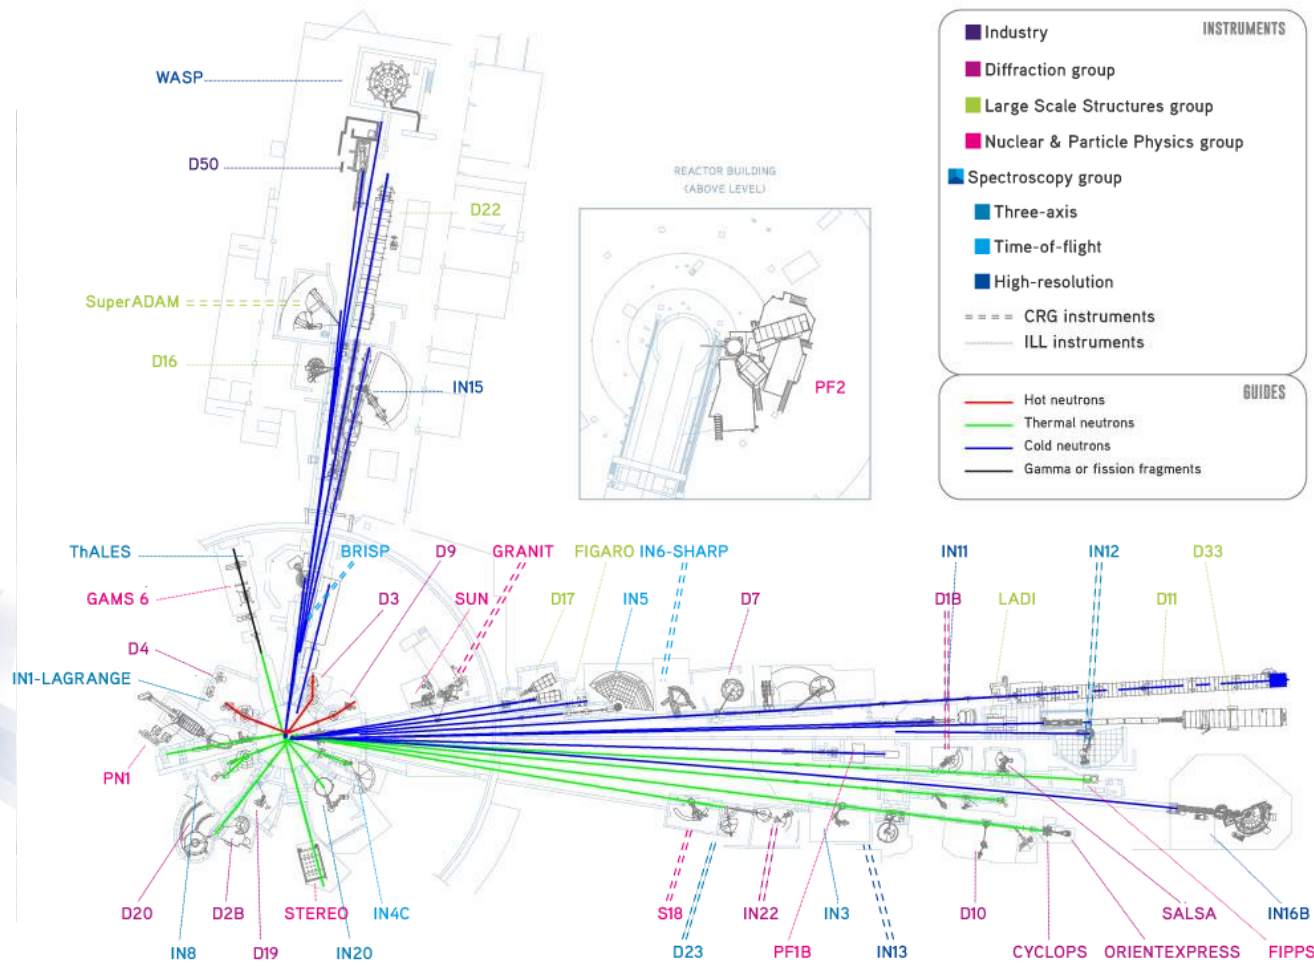 INSTRUMENTS
Industry
Diffraction group
Large Scale Structures group
Nuclear & Particle Physics group
Spectroscopy group
Three-axis
Time-of-flight
High-resolution
CRG instruments
ILL instruments
GUIDES
Hot neutrons
Thermal neutrons
Cold neutrons
Gamma or fission fragments
WASP
D50
D22
SuperADAM
D16
IN15
REACTOR BUILDING
(ABOVE LEVEL)
PF2
ThALES
BRISP
D9
GRANIT
FIGARO
IN6-SHARP
IN11
IN12
D33
GAMS 6
D3
SUN
D17
IN5
D7
D1B
LADI
D11
D4
IN1-LAGRANGE
PN1
D20
D2B
STEREO
IN4C
S18
IN22
IN3
D10
SALSA
IN16B
IN8
D19
IN20
D23
PF1B
IN13
CYCLOPS
ORIENTEXPRESS
FIPPS